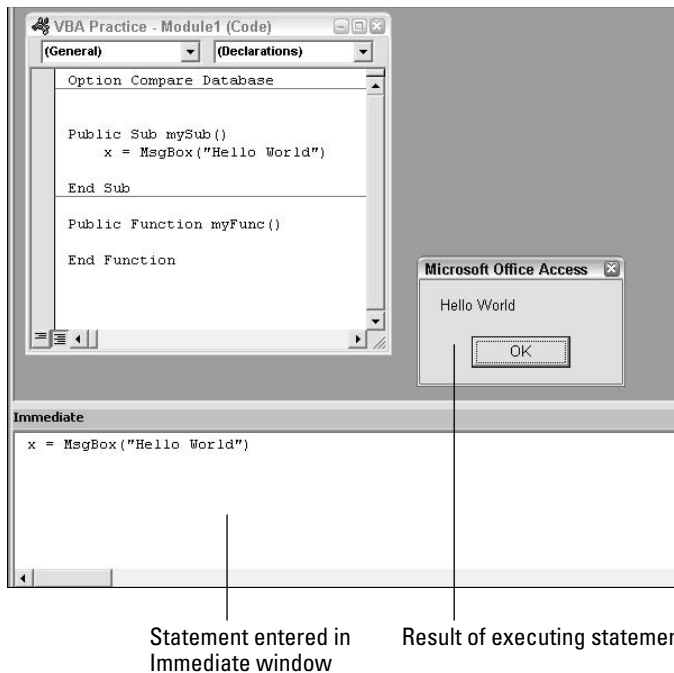 VBA Practice - Module1 (Code)
(General) (Declarations)
Option Compare Database
Public Sub mySub()
x = MsgBox("Hello World")
End Sub
Public Function myFunc()
End Function
Microsoft Office Access
Hello World
OK
Immediate
x = MsgBox("Hello World")
Statement entered in
Immediate window
Result of executing